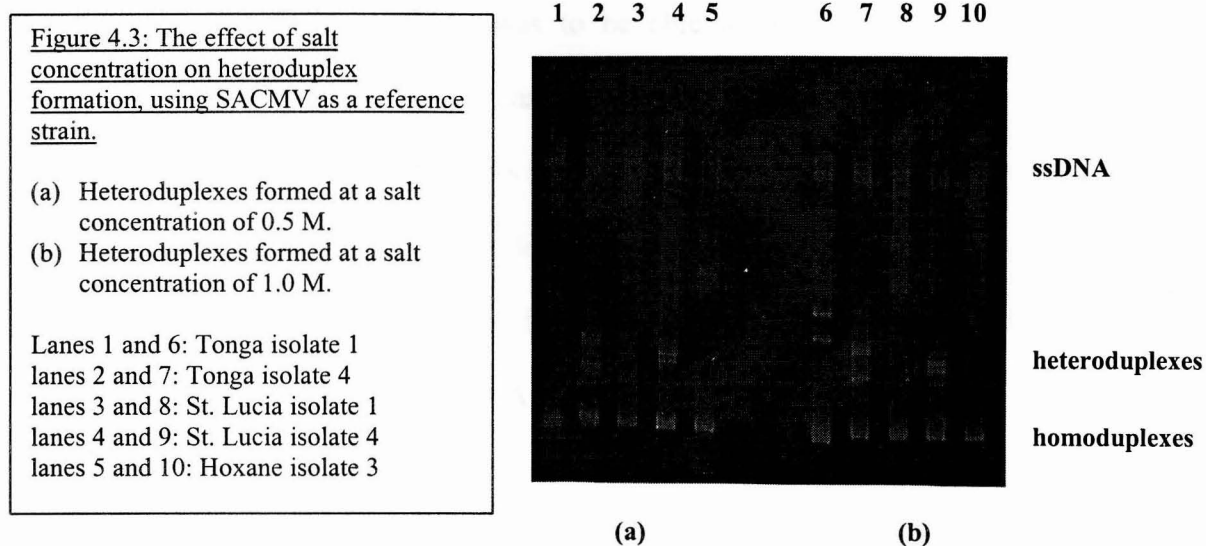 Figure 4.3: The effect of salt
concentration on heteroduplex
formation, using SACMV as a reference
strain.
(a) Heteroduplexes formed at a salt
concentration of 0.5 M.
(b) Heteroduplexes formed at a salt
concentration of 1.0 M.
Lanes 1 and 6: Tonga isolate 1
lanes 2 and 7: Tonga isolate 4
lanes 3 and 8: St. Lucia isolate 1
lanes 4 and 9: St. Lucia isolate 4
lanes 5 and 10: Hoxane isolate 3
1 2 3 4 5 6 7 8 9 10
ssDNA
heteroduplexes
homoduplexes
(a) (b)